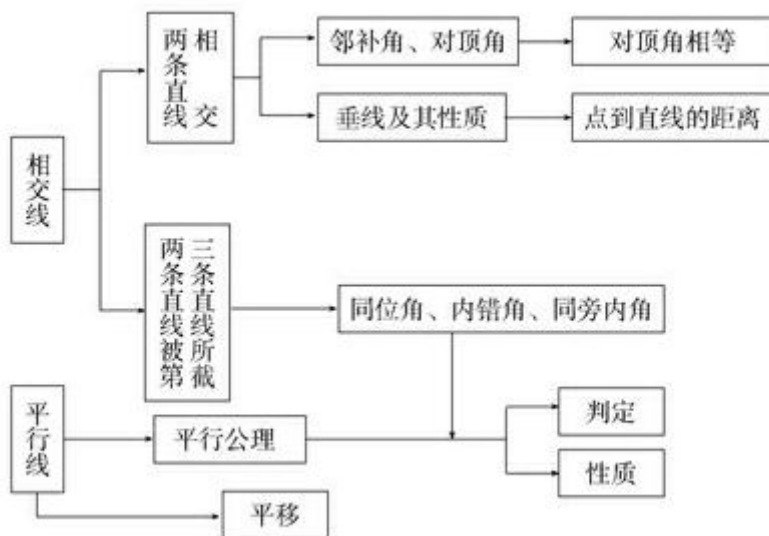 相交线
两条直线
相交
邻补角、对顶角
对顶角相等
垂线及其性质
点到直线的距离
两条直线被第
三条直线所截
同位角、内错角、同旁内角
平行线
平行公理
判定
性质
平移